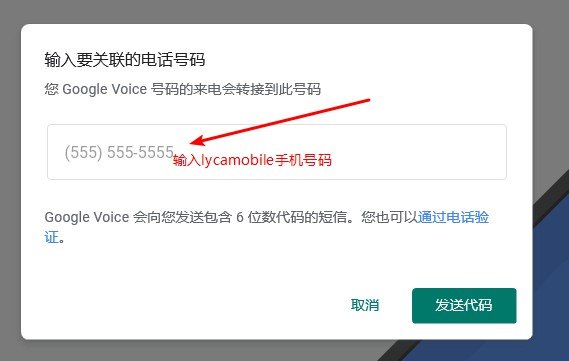 输入要关联的电话号码
您 Google Voice 号码的来电会转接到此号码
(555) 555-5555
输入lycamobile手机号码
Google Voice 会向您发送包含 6 位数代码的短信。您也可以通过电话验
证。
取消
发送代码